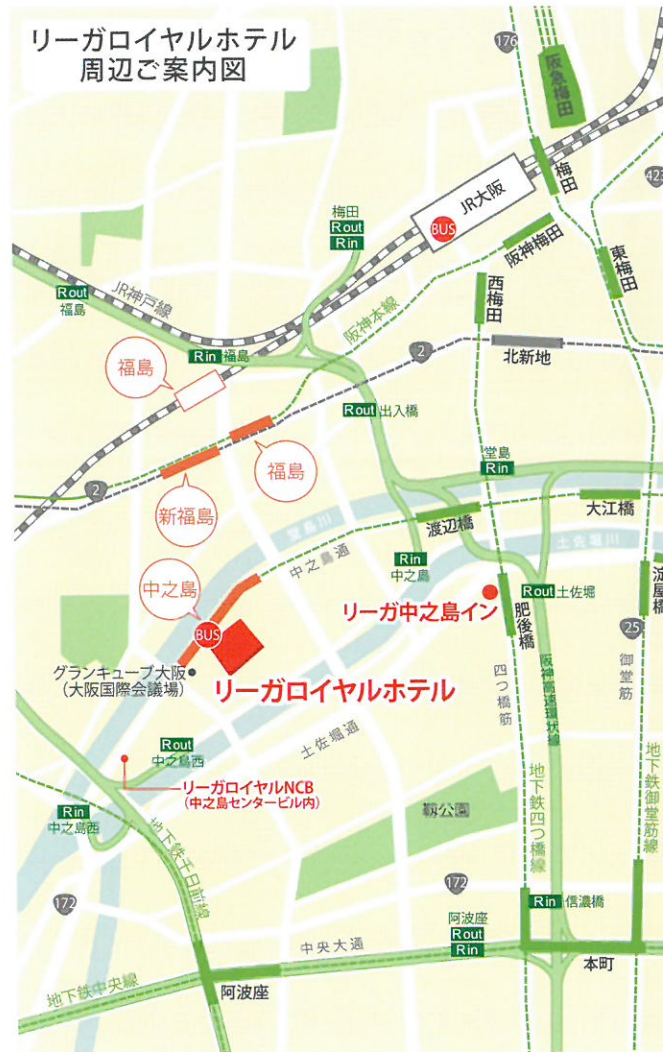 リーガロイヤルホテル
周辺ご案内図
176
阪急梅田
梅田
423
JR大阪
BUS
梅田
Rout
Rin
阪神梅田
東梅田
西梅田
JR神戸線
Rout
福島
阪神本線
2
北新地
Rin 福島
福島
Rout 出入橋
福島
新福島
2
堂島
Rin
堂島川
渡辺橋
大江橋
土佐堀川
中之島通
Rin
中之島
中之島
淀屋橋
リーガ中之島イン
Rout 土佐堀
肥後橋
BUS
25
グランキューブ大阪
(大阪国際会議場)
リーガロイヤルホテル
四つ橋筋
阪神高速環状線
御堂筋
土佐堀通
Rout
中之島西
リーガロイヤルNCB
(中之島センタービル内)
Rin
中之島西
地下鉄千日前線
靱公園
地下鉄四つ橋線
地下鉄御堂筋線
172
172
Rin 信濃橋
阿波座
Rout
Rin
中央大通
本町
地下鉄中央線
阿波座